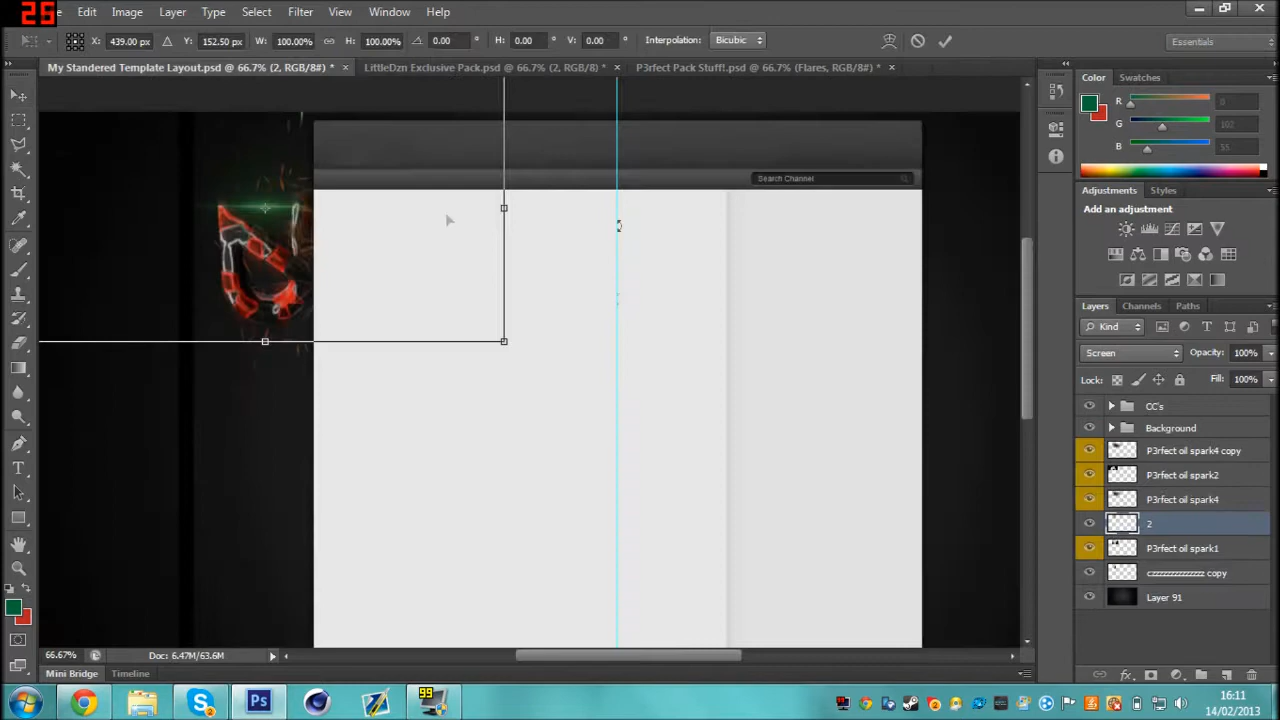 25
Edit Image Layer Type Select Filter View Window Help
X: 439.00 px Y: 152.50 px W: 100.00% H: 100.00% 0.00 ° H: 0.00 ° V: 0.00 ° Interpolation: Bicubic Essentials
My Standered Template Layout.psd @ 66.7% (2, RGB/8#) * × LittleDzn Exclusive Pack.psd @ 66.7% (2, RGB/8) * × P3rfect Pack Stuff!.psd @ 66.7% (Flares, RGB/8#) * ×
Color Swatches
R 0
G 102
B 55
Search Channel
Adjustments Styles
Add an adjustment
Layers Channels Paths
Kind
Screen Opacity: 100%
Lock: Fill: 100%
CC's
Background
P3rfect oil spark4 copy
P3rfect oil spark2
P3rfect oil spark4
2
P3rfect oil spark1
copy
Layer 91
66.67% Doc: 6.47M/63.6M
Mini Bridge Timeline
Ps
99
16:11
14/02/2013